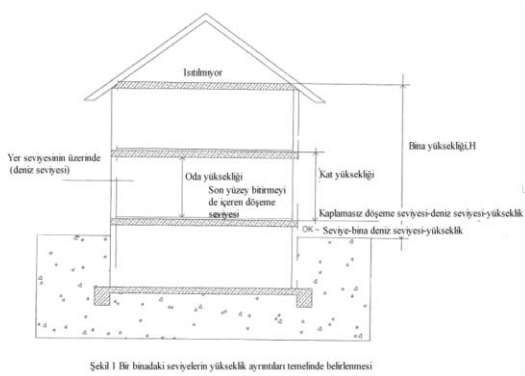 Isıtılmıyor
Bina yüksekliği,H
Yer seviyesinin üzerinde
(deniz seviyesi)
Oda yüksekliği
Kat yüksekliği
Son yüzey bitirmeyi
de içeren döşeme
seviyesi
Kaplamasız döşeme seviyesi-deniz seviyesi-yükseklik
OK – Seviye-bina deniz seviyesi-yükseklik
Şekil 1 Bir binadaki seviyelerin yükseklik ayrıntıları temelinde belirlenmesi